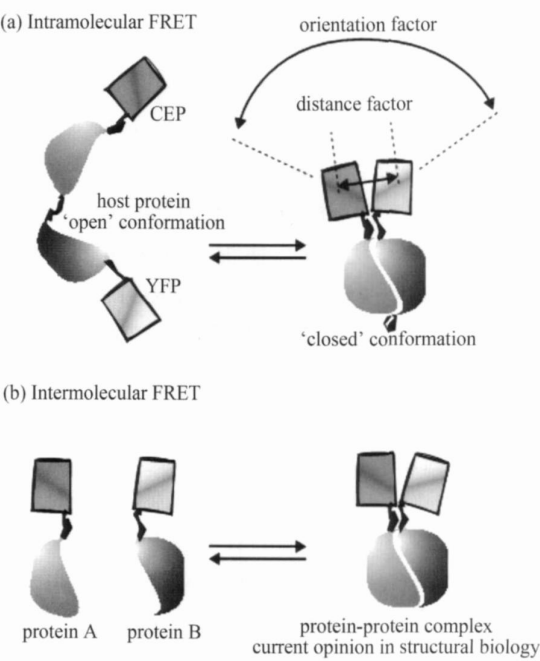 (a) Intramolecular FRET
orientation factor
distance factor
CEP
host protein
‘open’ conformation
YFP
‘closed’ conformation
(b) Intermolecular FRET
protein A
protein B
protein-protein complex
current opinion in structural biology